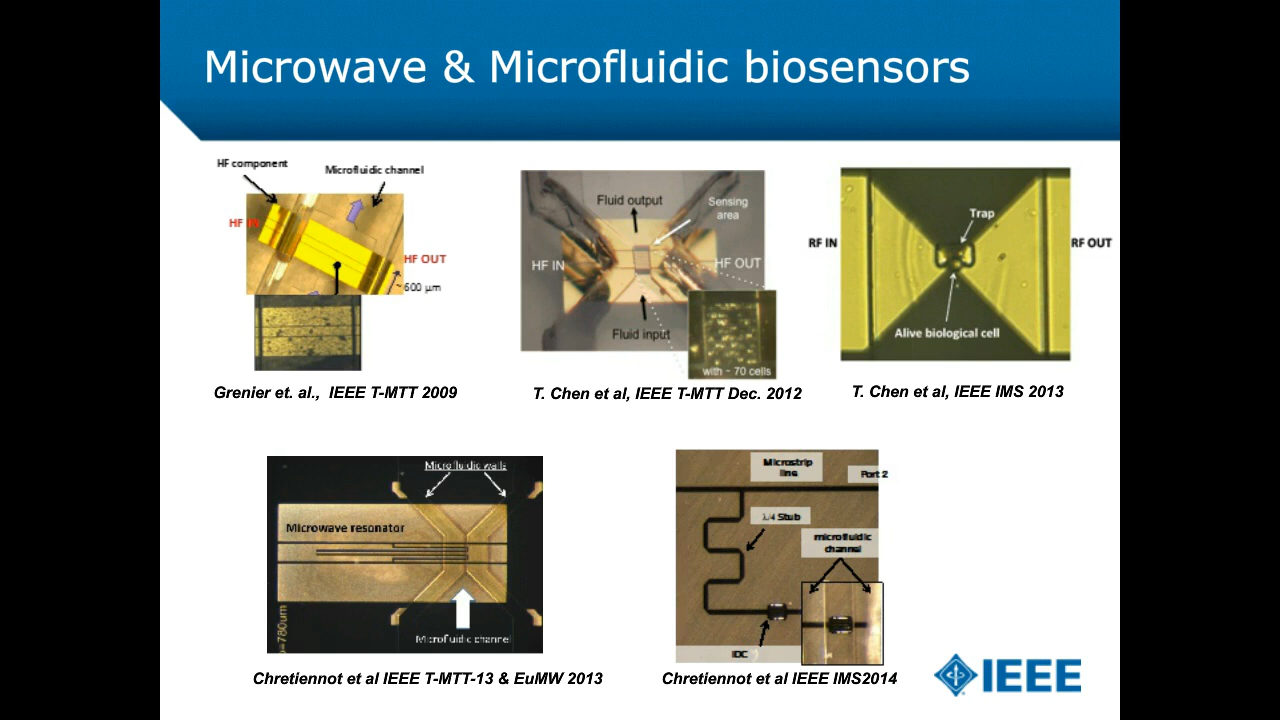 Microwave & Microfluidic biosensors
HF component
Microfluidic channel
HF IN
HF OUT
~600 μm
Grenier et. al., IEEE T-MTT 2009
Fluid output
Sensing
area
HF IN
HF OUT
Fluid input
with ~ 70 cells
T. Chen et al, IEEE T-MTT Dec. 2012
Trap
RF IN
RF OUT
Alive biological cell
T. Chen et al, IEEE IMS 2013
Microfluidic walls
Microwave resonator
Microfluidic channel
=780um
Chretiennot et al IEEE T-MTT-13 & EuMW 2013
Microstrip
line
Port 2
λ/4 Stub
microfluidic
channel
IDC
Chretiennot et al IEEE IMS2014
IEEE